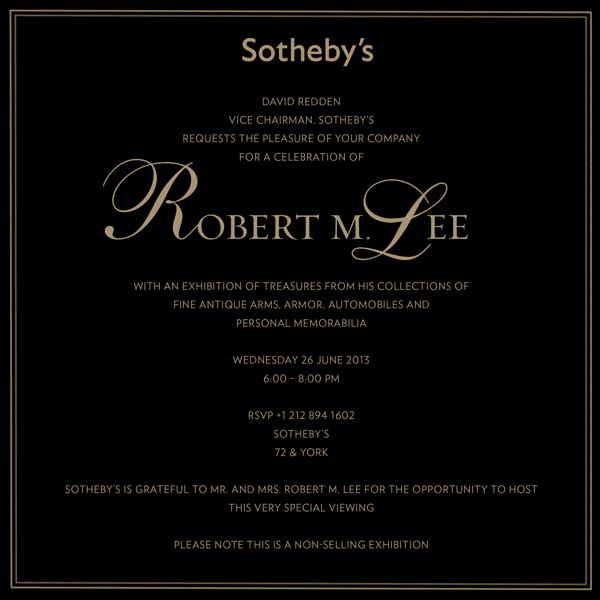 Sotheby's
DAVID REDDEN
VICE CHAIRMAN, SOTHEBY'S
REQUESTS THE PLEASURE OF YOUR COMPANY
FOR A CELEBRATION OF
ROBERT M. LEE
WITH AN EXHIBITION OF TREASURES FROM HIS COLLECTIONS OF
FINE ANTIQUE ARMS, ARMOR, AUTOMOBILES AND
PERSONAL MEMORABILIA
WEDNESDAY 26 JUNE 2013
6:00 – 8:00 PM
RSVP +1 212 894 1602
SOTHEBY'S
72 & YORK
SOTHEBY'S IS GRATEFUL TO MR. AND MRS. ROBERT M. LEE FOR THE OPPORTUNITY TO HOST
THIS VERY SPECIAL VIEWING
PLEASE NOTE THIS IS A NON-SELLING EXHIBITION